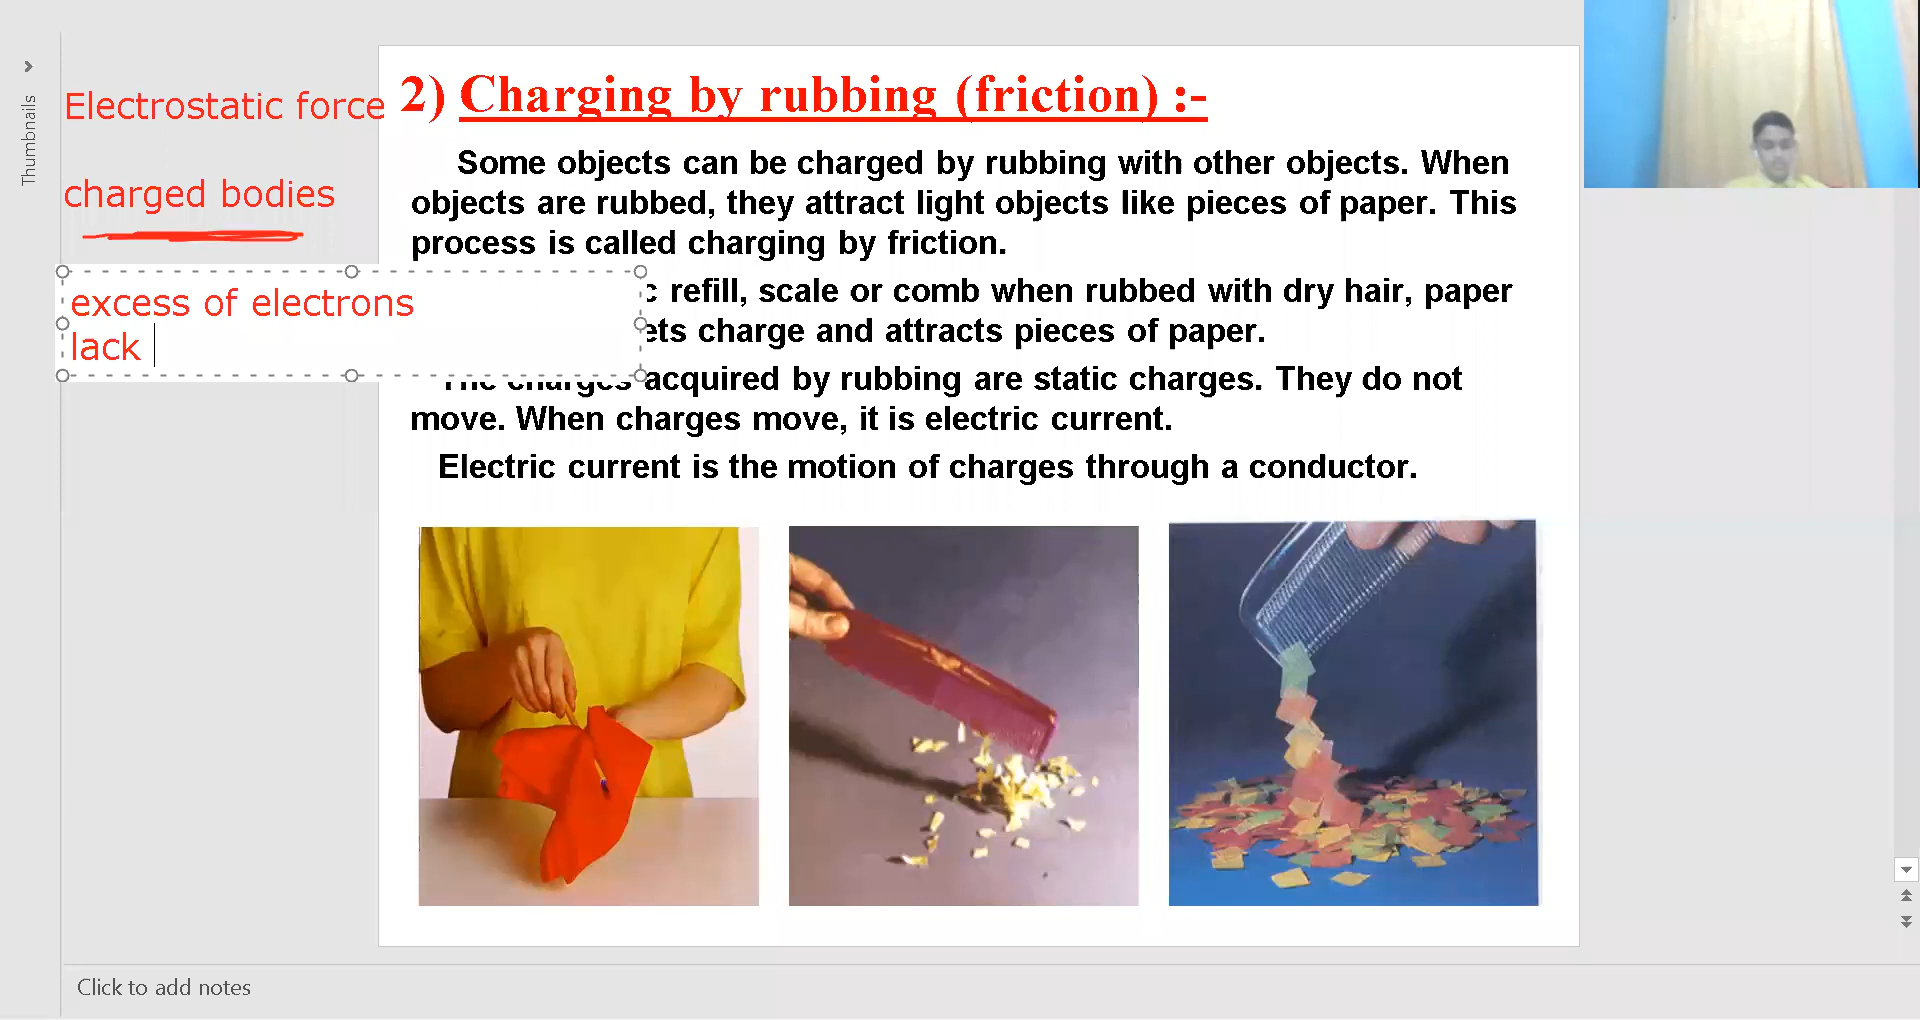 Thumbnails
Electrostatic force
charged bodies
excess of electrons
lack
2) Charging by rubbing (friction) :-
Some objects can be charged by rubbing with other objects. When
objects are rubbed, they attract light objects like pieces of paper. This
process is called charging by friction.
refill, scale or comb when rubbed with dry hair, paper
charge and attracts pieces of paper.
The charges acquired by rubbing are static charges. They do not
move. When charges move, it is electric current.
Electric current is the motion of charges through a conductor.
Click to add notes